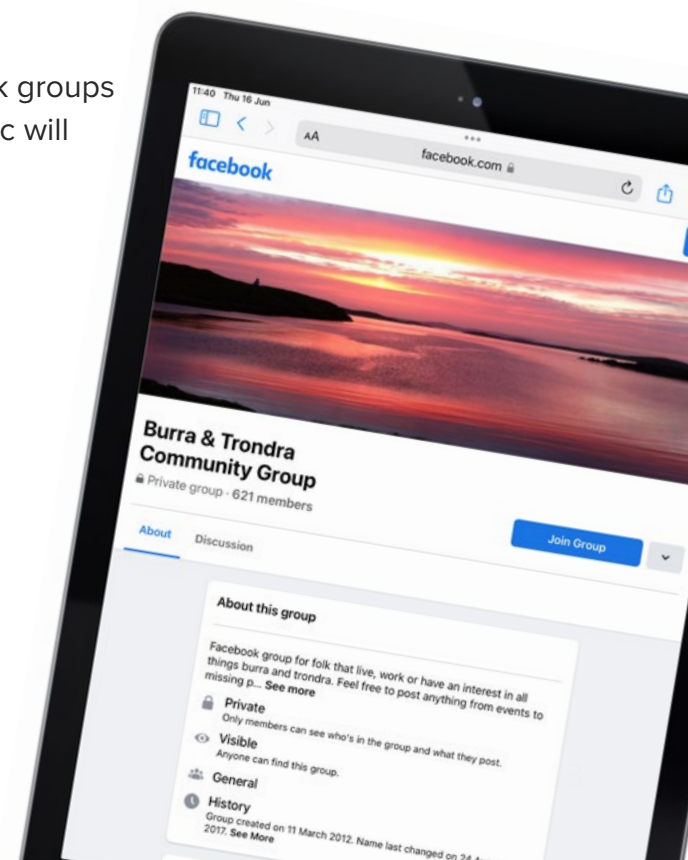 k groups
c will
11:40 Thu 16 Jun
AA
facebook.com
facebook
Burra & Trondra
Community Group
Private group · 621 members
Join Group
About
Discussion
About this group
Facebook group for folk that live, work or have an interest in all
things burra and trondra. Feel free to post anything from events to
missing p... See more
Private
Only members can see who's in the group and what they post.
Visible
Anyone can find this group.
General
History
Group created on 11 March 2012. Name last changed on 24
2017. See More